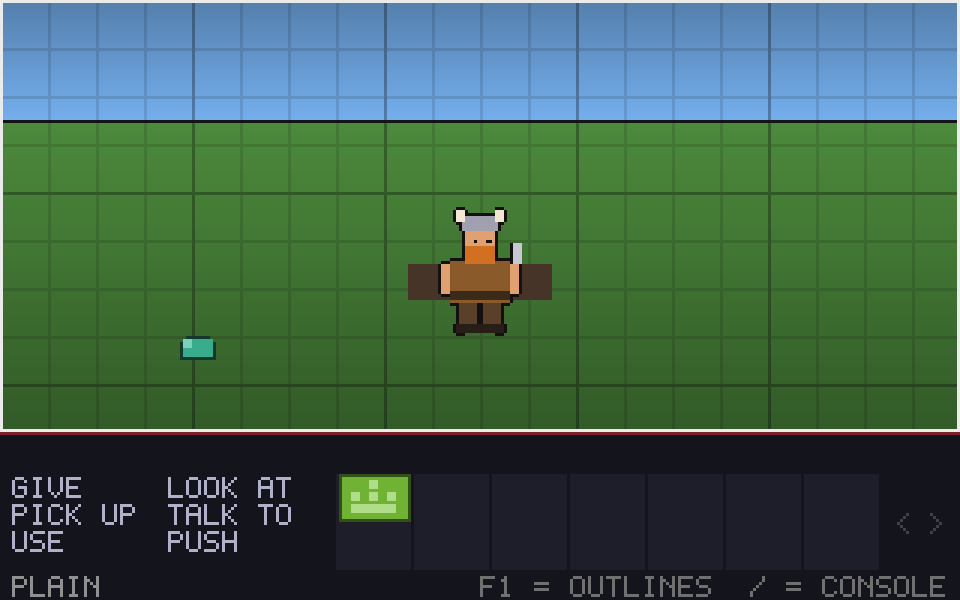 GIVE LOOK AT
PICK UP TALK TO
USE PUSH
PLAIN F1 = OUTLINES / = CONSOLE